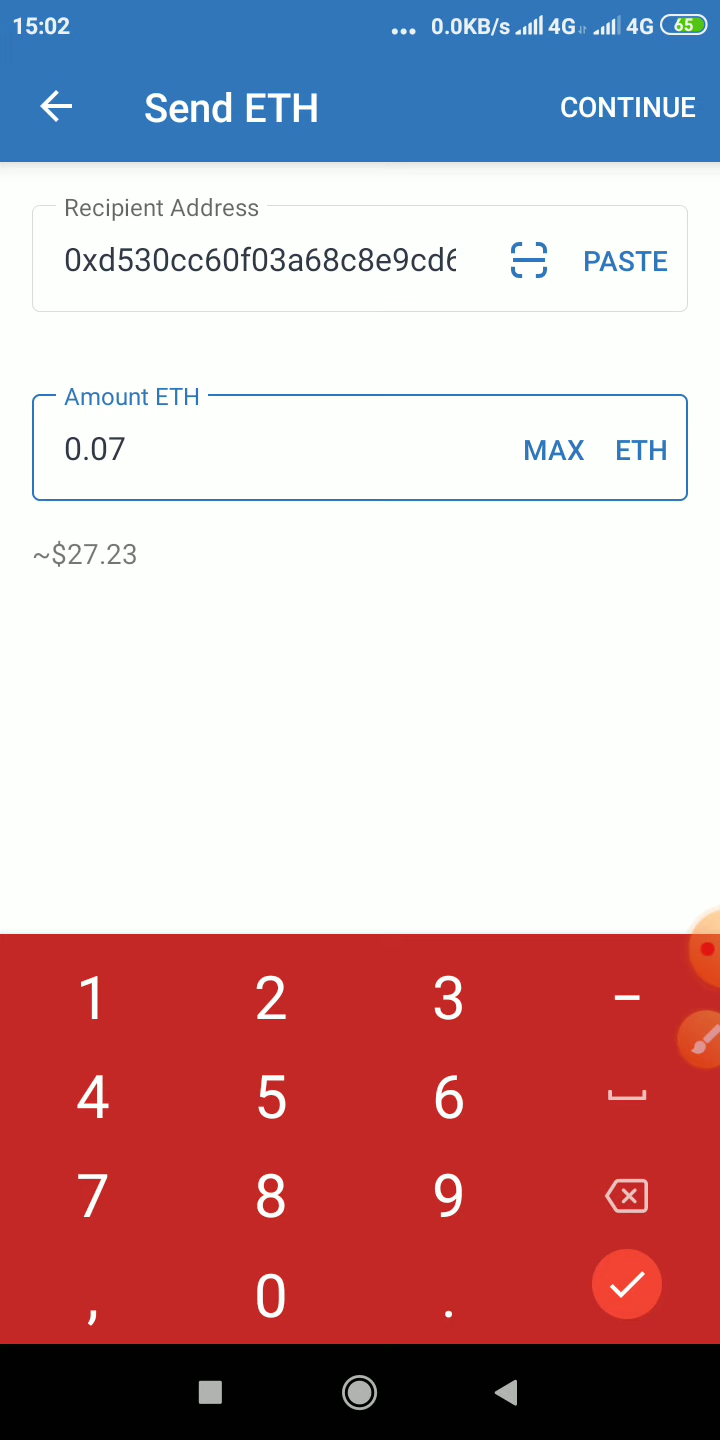 15:02
... 0.0KB/s 4G 4G 65
Send ETH
CONTINUE
Recipient Address
0xd530cc60f03a68c8e9cd6
PASTE
Amount ETH
0.07
MAX ETH
~$27.23
1 2 3 –
4 5 6
7 8 9
, 0 .